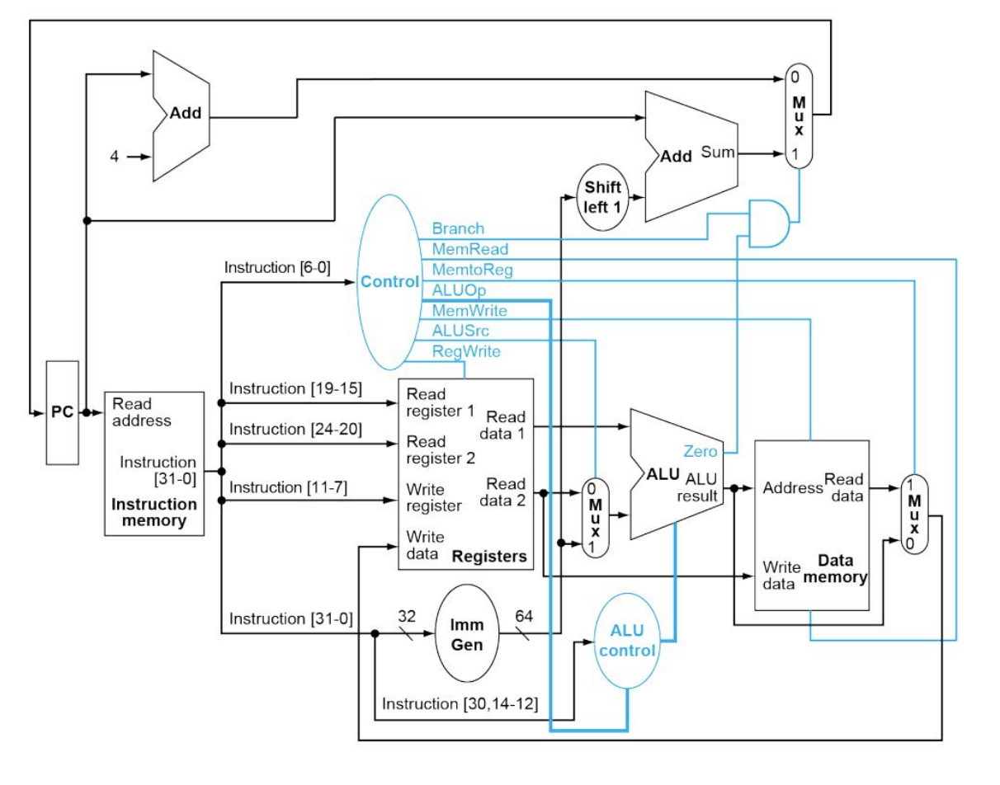 0
Mux
1
Add
4
Add
Sum
Shift
left 1
Branch
MemRead
MemtoReg
ALUOp
MemWrite
ALUSrc
RegWrite
Control
Instruction [6-0]
PC
Read
address
Instruction
[31-0]
Instruction
memory
Instruction [19-15]
Instruction [24-20]
Instruction [11-7]
Read
register 1
Read
register 2
Write
register
Write
data
Read
data 1
Read
data 2
Registers
0
Mux
1
Zero
ALU
ALU
result
Address
Read
data
Write
data
Data
memory
1
Mux
0
Instruction [31-0]
32
Imm
Gen
64
ALU
control
Instruction [30,14-12]